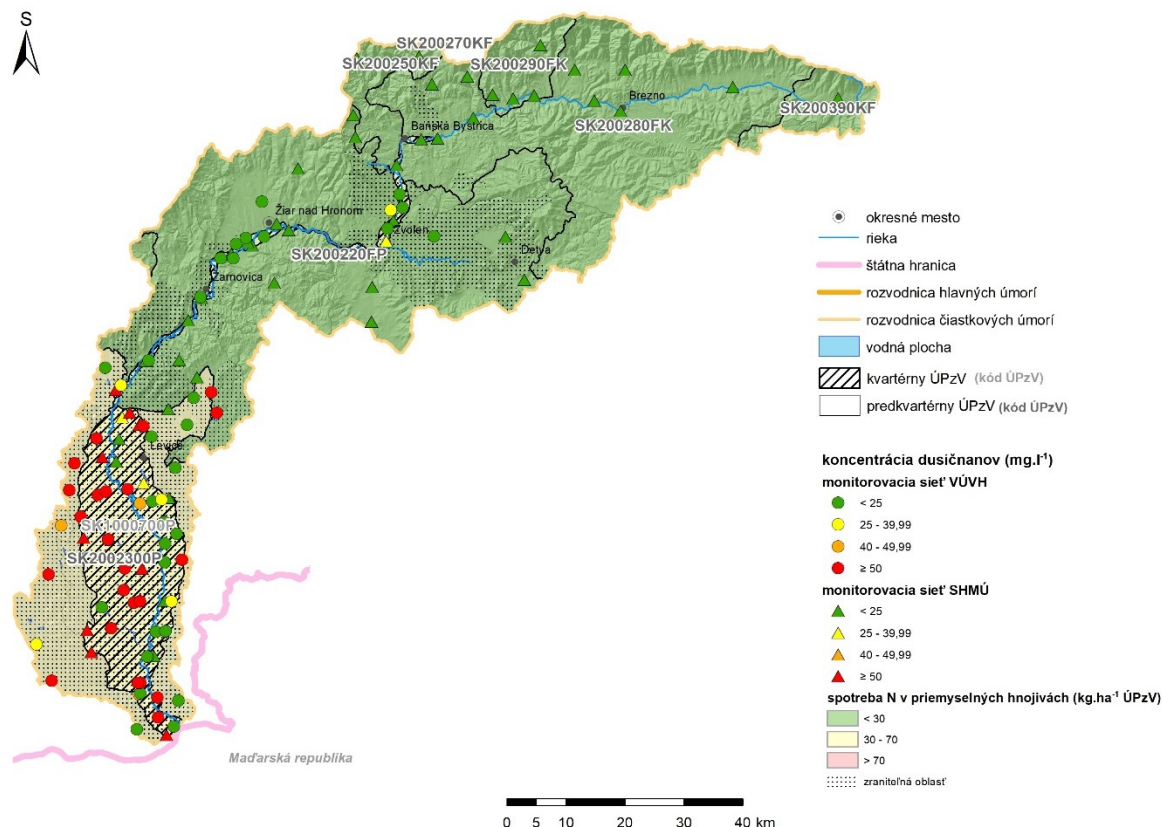 S
SK200270KF
SK200250KF
SK200290FK
SK200390KF
Brezno
SK200280FK
Banská Bystrica
Žiar nad Hronom
Zvolen
SK200220FP
Detva
Žarnovica
Levice
SK1000700P
SK2002300P
Maďarská republika
okresné mesto
rieka
štátna hranica
rozvodnica hlavných úmorí
rozvodnica čiastkových úmorí
vodná plocha
kvartérny ÚPzV (kód ÚPzV)
predkvartérny ÚPzV (kód ÚPzV)
koncentrácia dusičnanov (mg.l⁻¹)
monitorovacia sieť VÚVH
< 25
25 - 39,99
40 - 49,99
≥ 50
monitorovacia sieť SHMÚ
< 25
25 - 39,99
40 - 49,99
≥ 50
spotreba N v priemyselných hnojivách (kg.ha⁻¹ ÚPzV)
< 30
30 - 70
> 70
zraniteľná oblasť
0 5 10 20 30 40 km